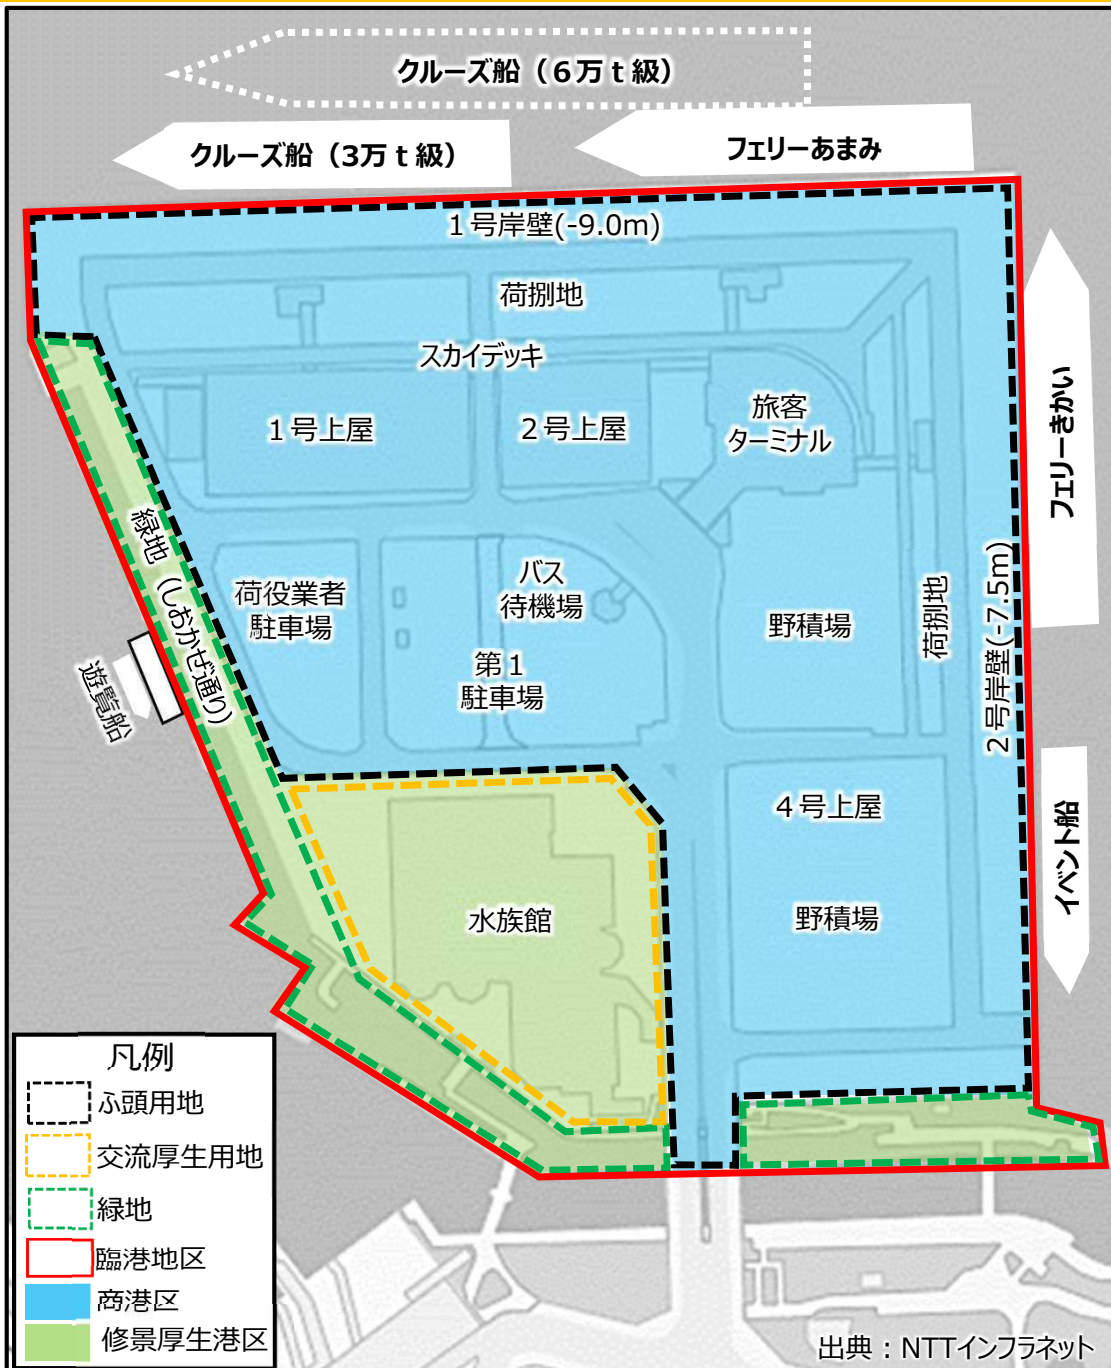 クルーズ船（６万ｔ級）
クルーズ船（3万ｔ級）
フェリーあまみ
１号岸壁(-9.0m)
荷捌地
スカイデッキ
１号上屋
２号上屋
旅客
ターミナル
フェリーきかい
緑地（しおかぜ通り）
荷役業者
駐車場
バス
待機場
第１
駐車場
野積場
荷捌地
２号岸壁(-7.5m)
遊覧船
４号上屋
野積場
イベント船
水族館
凡例
ふ頭用地
交流厚生用地
緑地
臨港地区
商港区
修景厚生港区
出典：NTTインフラネット